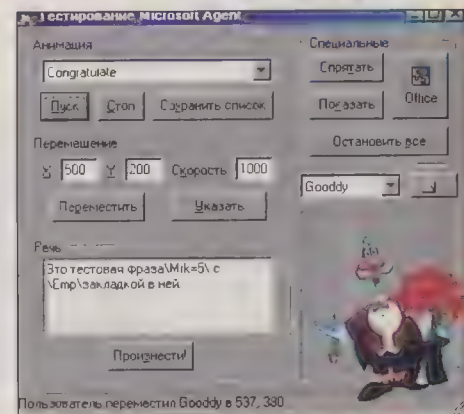 Тестирование Microsoft Agent
Анимация
Congratulate
Пуск
Стоп
Сохранить список
Перемещение
X 500 Y 200 Скорость 1000
Переместить
Указать
Речь
Это тестовая фраза\Mrk=5\ с
\Emp\закладкой в ней
Произнести!
Специальные
Спрятать
Показать
Office
Остановить все
Gooddy
Пользователь переместил Gooddy в 537, 330